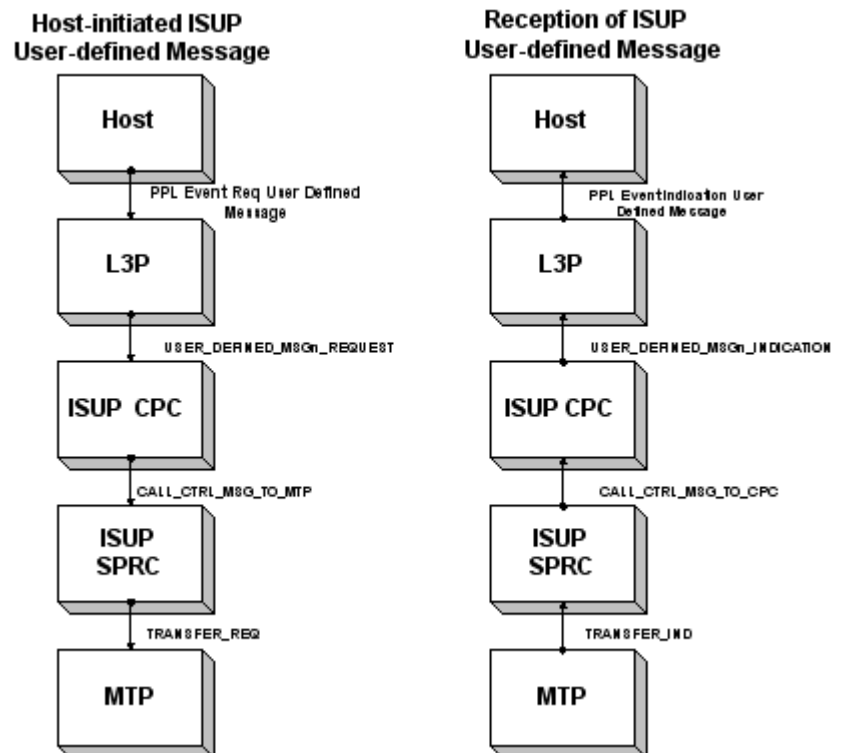 Host-initiated ISUP
User-defined Message
Host
PPL Event Req User Defined
Message
L3P
USER_DEFINED_MSGn_REQUEST
ISUP CPC
CALL_CTRL_MSG_TO_MTP
ISUP
SPRC
TRANSFER_REQ
MTP
Reception of ISUP
User-defined Message
Host
PPL EventIndication User
Defined Message
L3P
USER_DEFINED_MSGn_INDICATION
ISUP CPC
CALL_CTRL_MSG_TO_CPC
ISUP
SPRC
TRANSFER_IND
MTP